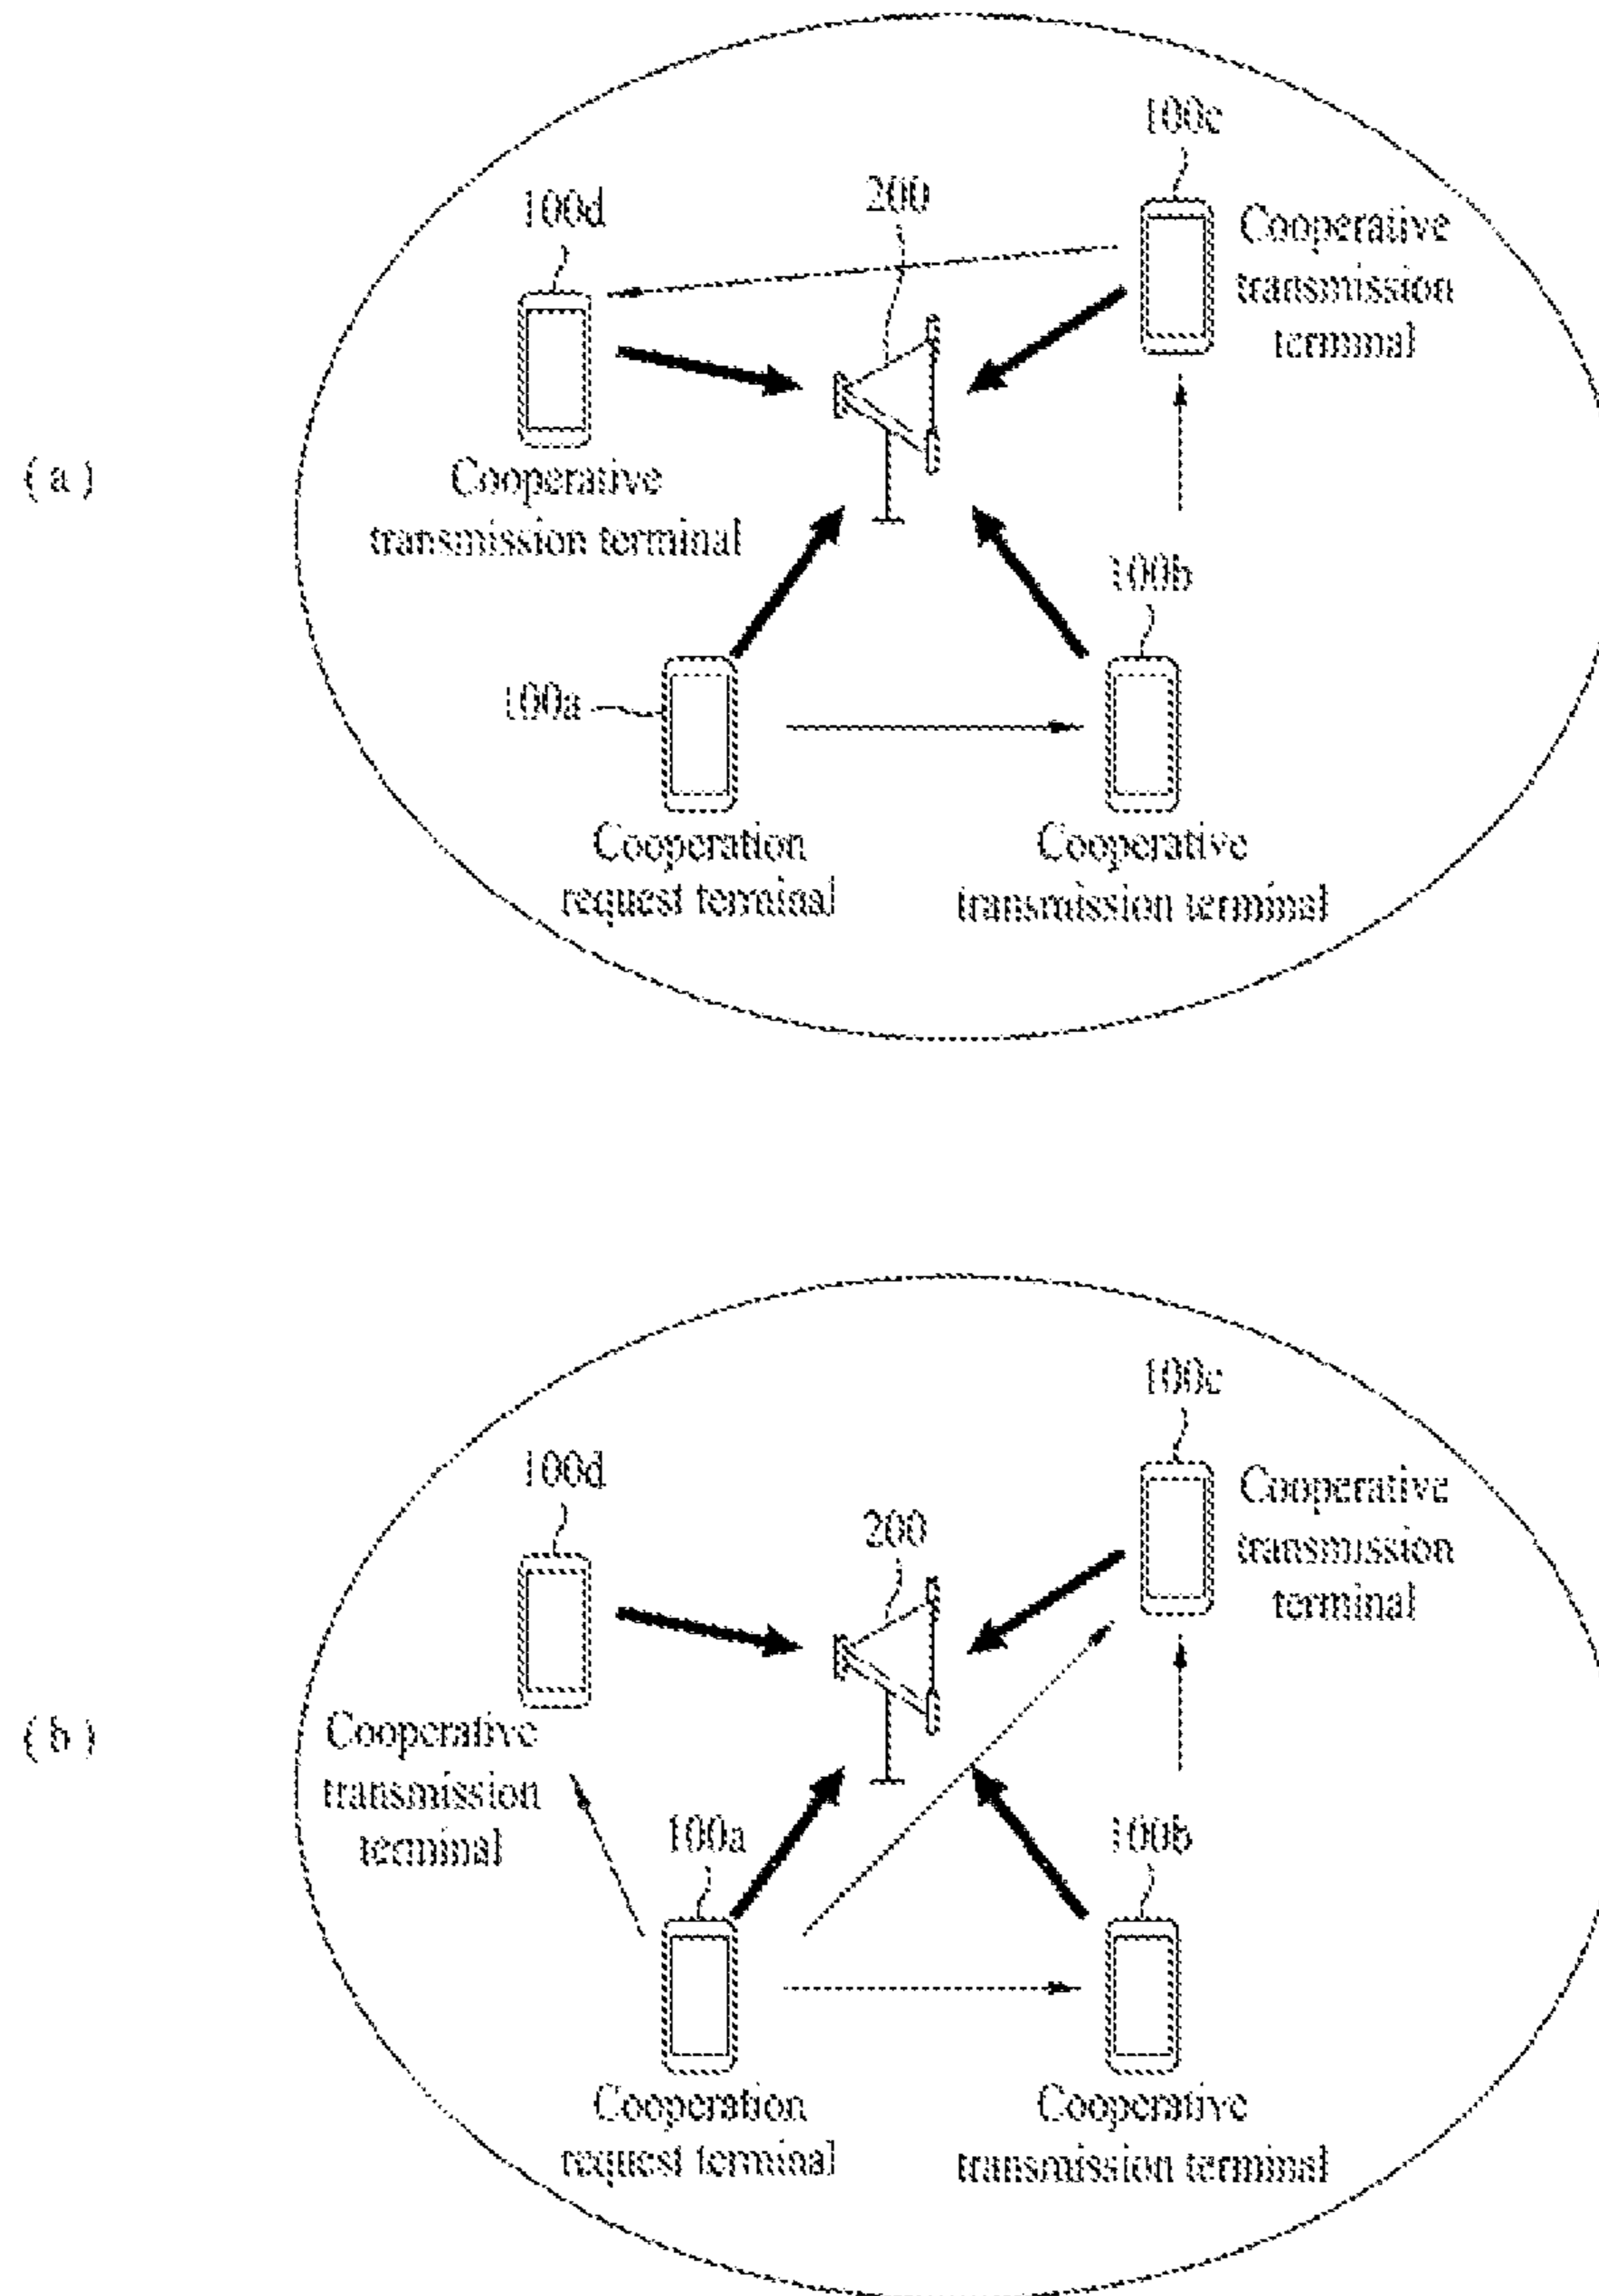 100c
100d
200
Cooperative
transmission
terminal
(a)
Cooperative
transmission terminal
100b
100a
Cooperation
request terminal
Cooperative
transmission terminal
100c
100d
200
Cooperative
transmission
terminal
(b)
Cooperative
transmission
terminal
100a
100b
Cooperation
request terminal
Cooperative
transmission terminal